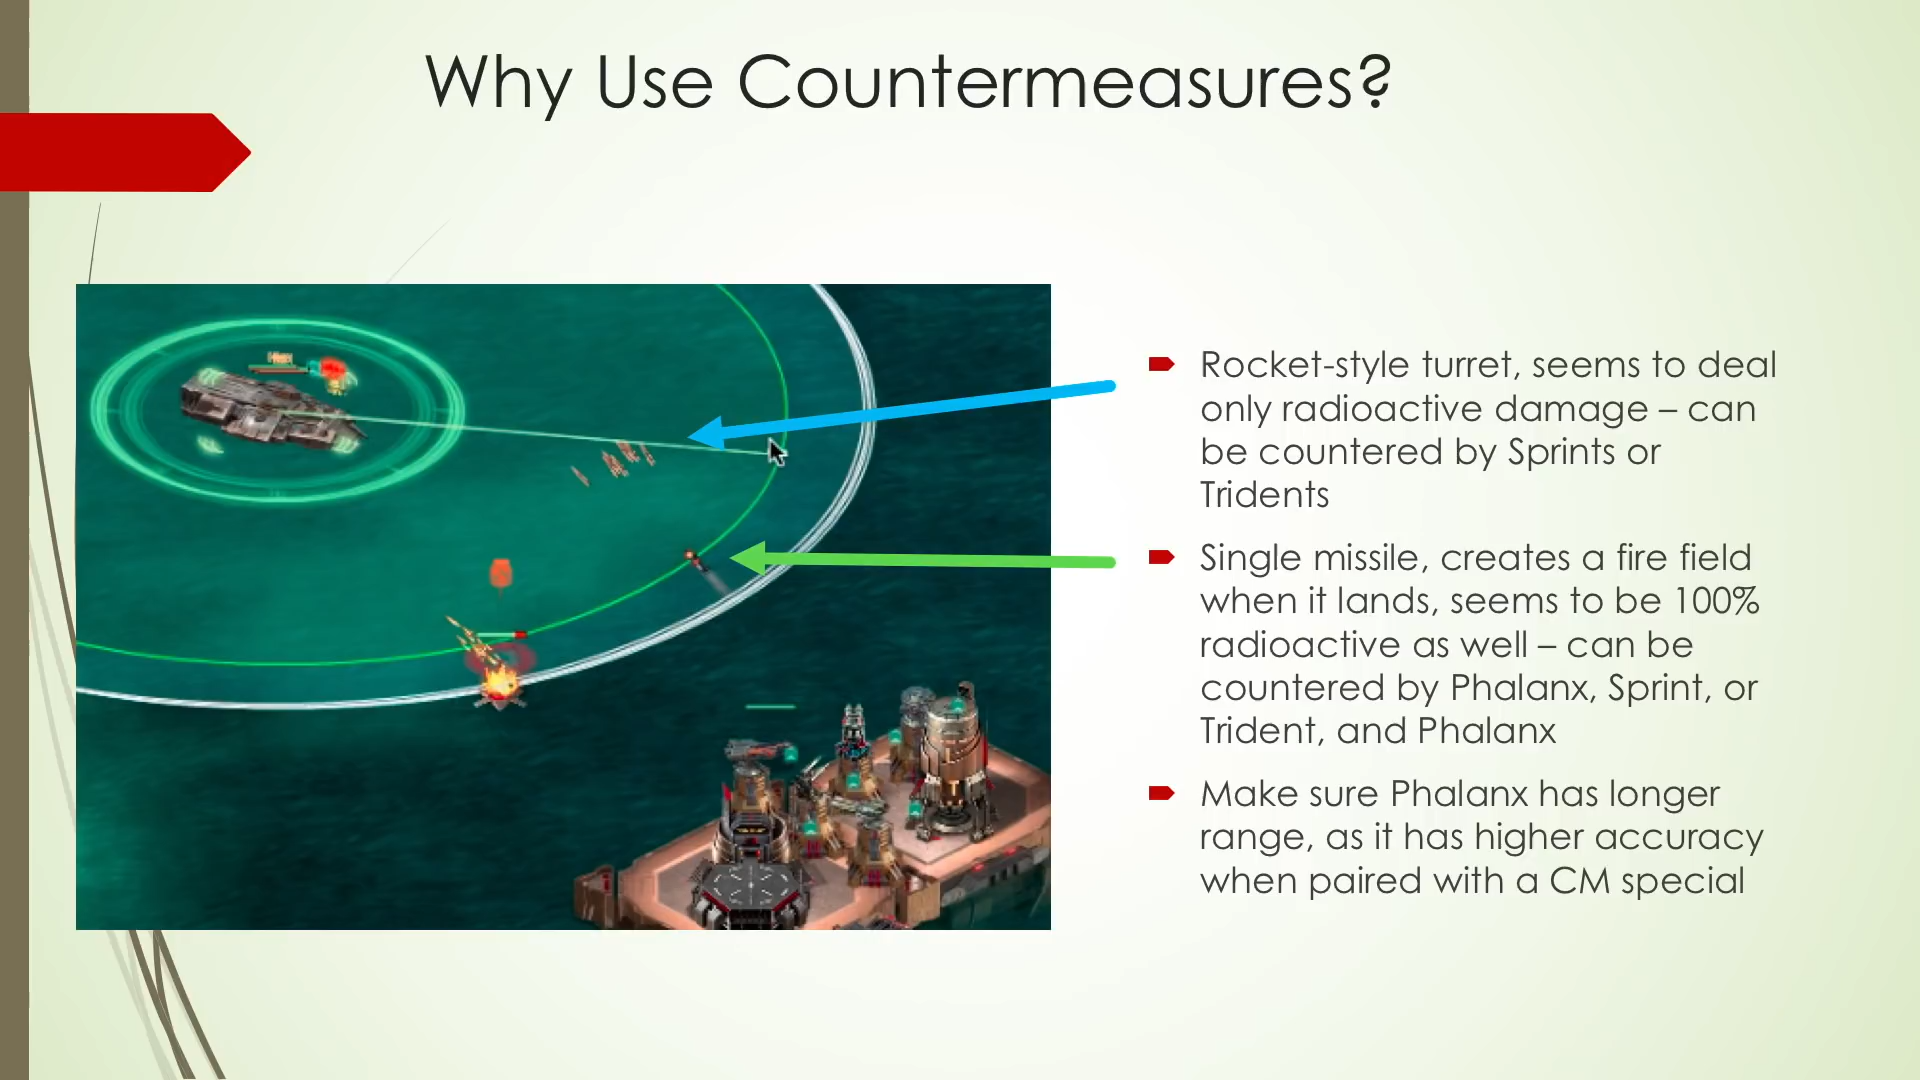 Why Use Countermeasures?
Rocket-style turret, seems to deal
only radioactive damage – can
be countered by Sprints or
Tridents
Single missile, creates a fire field
when it lands, seems to be 100%
radioactive as well – can be
countered by Phalanx, Sprint, or
Trident, and Phalanx
Make sure Phalanx has longer
range, as it has higher accuracy
when paired with a CM special